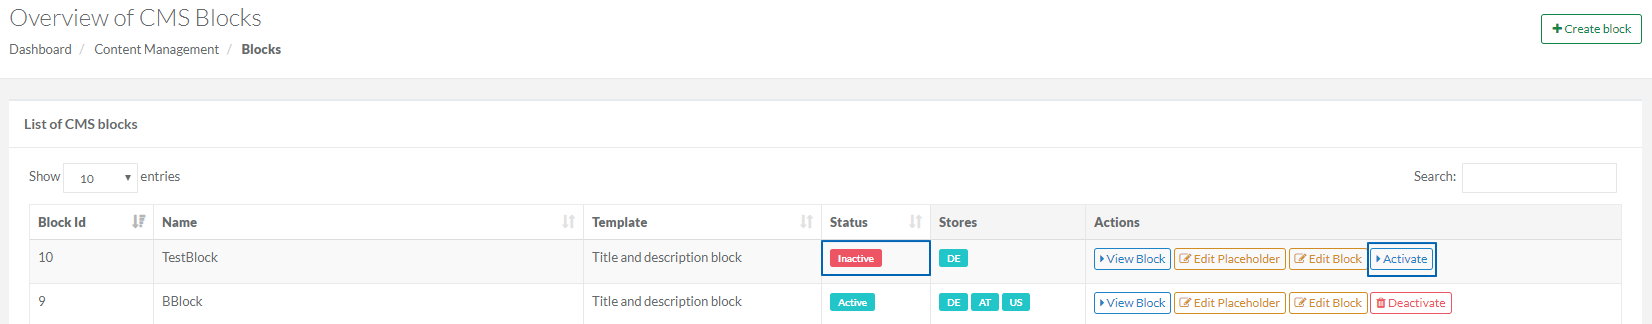 Overview of CMS Blocks
Create block
Dashboard / Content Management / Blocks
List of CMS blocks
Show 10 entries Search:
Block Id Name Template Status Stores Actions
10 TestBlock Title and description block Inactive DE View Block Edit Placeholder Edit Block Activate
9 BBlock Title and description block Active DE AT US View Block Edit Placeholder Edit Block Deactivate